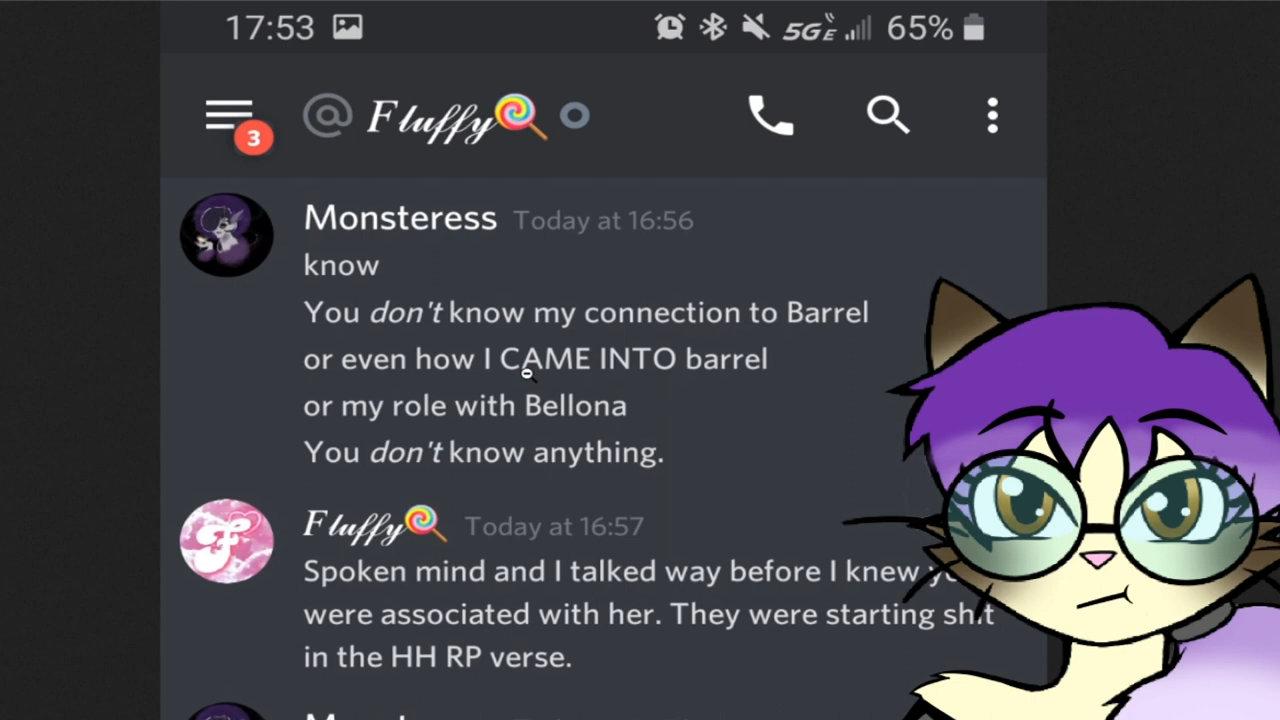 17:53 5GE 65%
3 @ Fluffy
Monsteress Today at 16:56
know
You don't know my connection to Barrel
or even how I CAME INTO barrel
or my role with Bellona
You don't know anything.
Fluffy Today at 16:57
Spoken mind and I talked way before I knew
were associated with her. They were starting sh.t
in the HH RP verse.